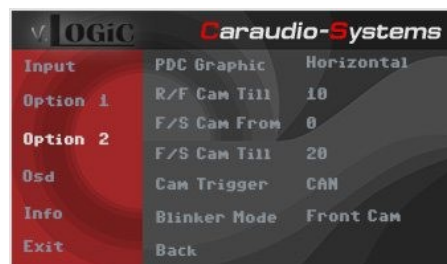 v.LOGiC Caraudio-Systems
Input PDC Graphic Horizontal
Option 1 R/F Cam Till 10
F/S Cam From 0
Option 2 F/S Cam Till 20
Osd Cam Trigger CAN
Info Blinker Mode Front Cam
Exit Back